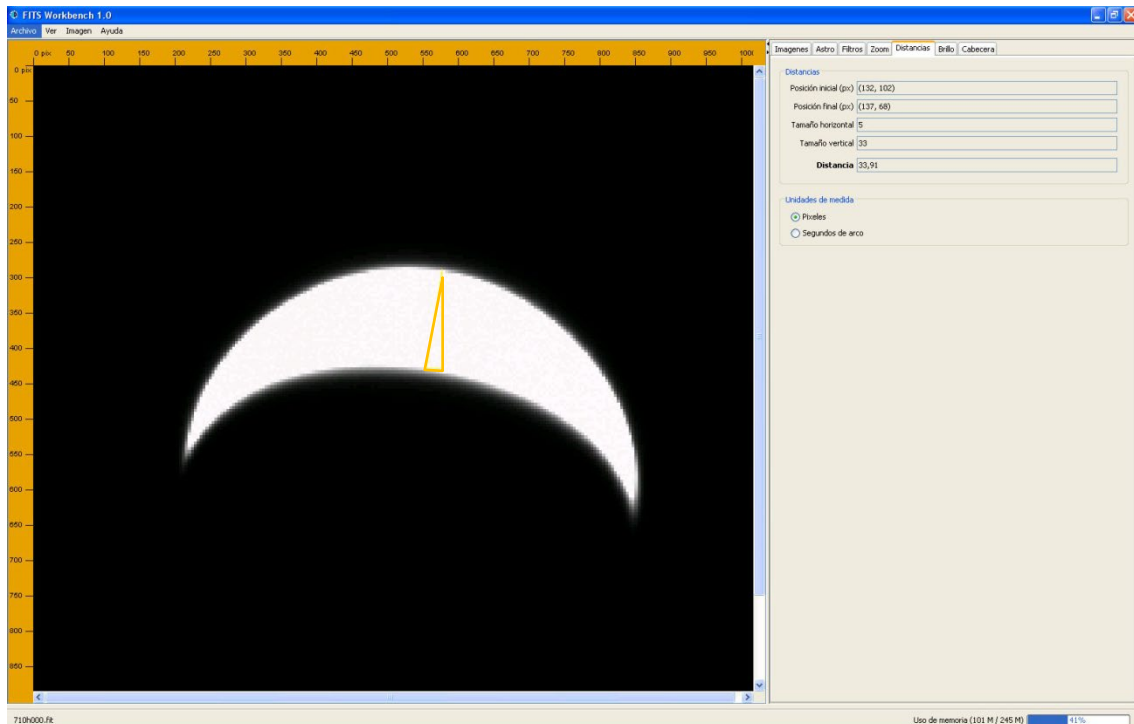 FITS Workbench 1.0
Archivo Ver Imagen Ayuda
0 pix 50 100 150 200 250 300 350 400 450 500 550 600 650 700 750 800 850 900 950 1000
0 pix
50
100
150
200
250
300
350
400
450
500
550
600
650
700
750
800
850
Imagenes Astro Filtros Zoom Distancias Brillo Cabecera
Distancias
Posición inicial (px) (132, 102)
Posición final (px) (137, 68)
Tamaño horizontal 5
Tamaño vertical 33
Distancia 33,91
Unidades de medida
Pixeles
Segundos de arco
710h000.fit
Uso de memoria (101 M / 245 M) 41%